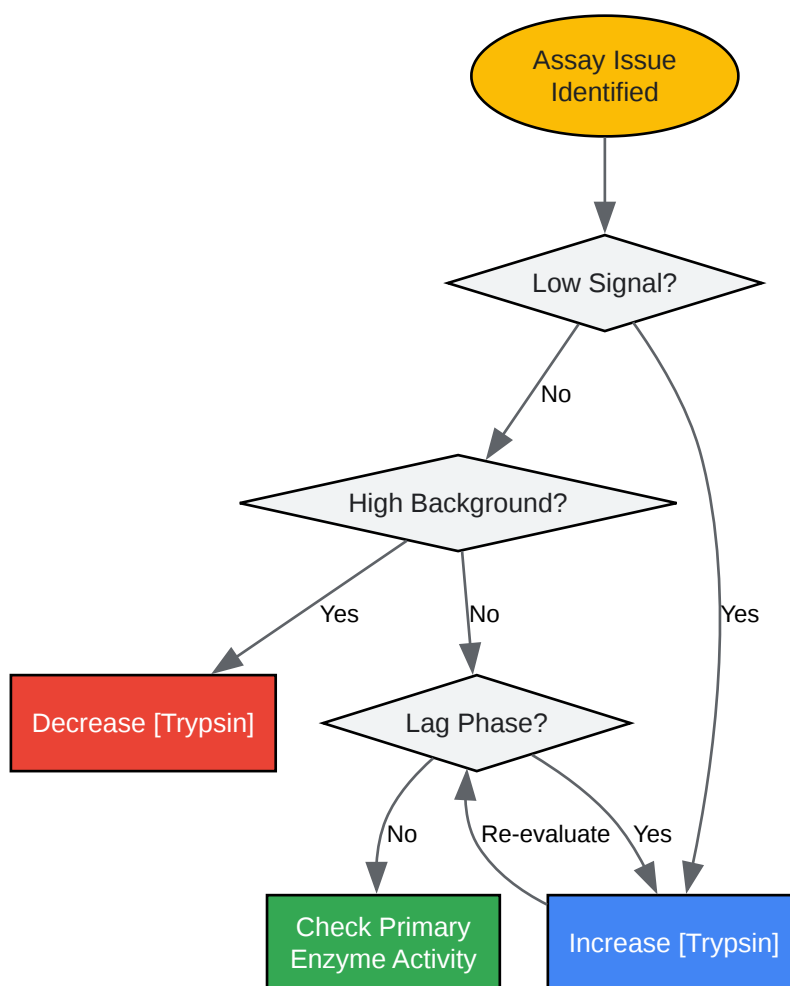 Assay Issue
Identified
Low Signal?
No
High Background?
Yes
No
Yes
Decrease [Trypsin]
Lag Phase?
No
Re-evaluate
Yes
Check Primary
Enzyme Activity
Increase [Trypsin]